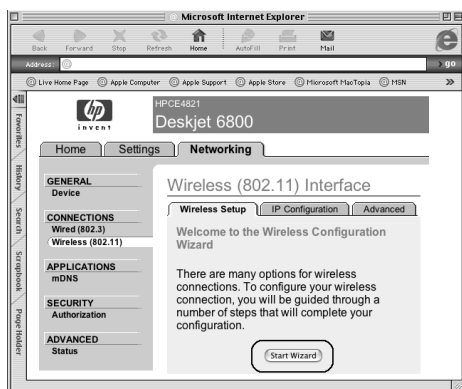 Microsoft Internet Explorer
Back Forward Stop Refresh Home AutoFill Print Mail
Address: go
Live Home Page Apple Computer Apple Support Apple Store Microsoft MacTopia MSN
Favorites
History
Search
Scrapbook
Page Holder
hp
invent
HPCE4821
Deskjet 6800
Home Settings Networking
GENERAL
Device
CONNECTIONS
Wired (802.3)
Wireless (802.11)
APPLICATIONS
mDNS
SECURITY
Authorization
ADVANCED
Status
Wireless (802.11) Interface
Wireless Setup IP Configuration Advanced
Welcome to the Wireless Configuration
Wizard
There are many options for wireless
connections. To configure your wireless
connection, you will be guided through a
number of steps that will complete your
configuration.
Start Wizard